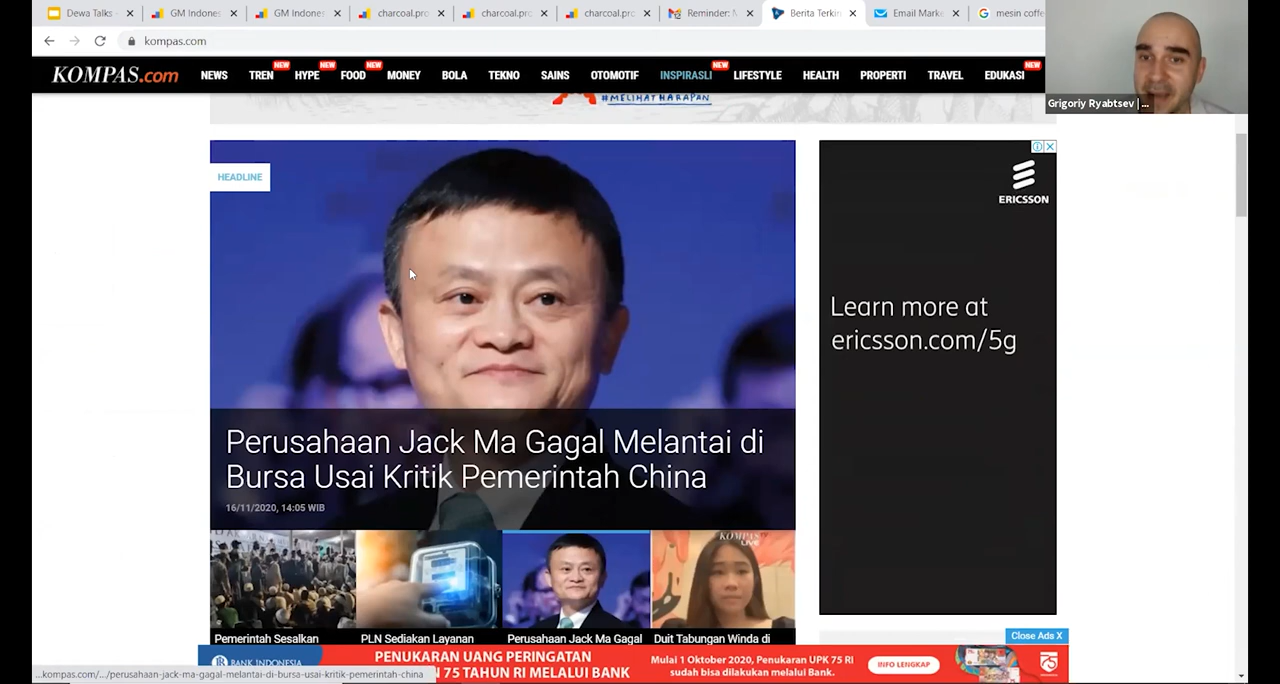 Dewa Talks -
GM Indones
GM Indones
charcoal.pro
charcoal.pro
charcoal.pro
Reminder:
Berita Terkin
Email Marke
mesin coffe
kompas.com
KOMPAS.com
NEWS
TREN
NEW
HYPE
NEW
FOOD
NEW
MONEY
BOLA
TEKNO
SAINS
OTOMOTIF
INSPIRASLI
NEW
LIFESTYLE
HEALTH
PROPERTI
TRAVEL
EDUKASI
NEW
Grigoriy Ryabtsev | ...
#MELIHATHARAPAN
HEADLINE
Perusahaan Jack Ma Gagal Melantai di
Bursa Usai Kritik Pemerintah China
16/11/2020, 14:05 WIB
ERICSSON
Learn more at
ericsson.com/5g
KOMPAS
LIVE
Pemerintah Sesalkan
PLN Sediakan Layanan
Perusahaan Jack Ma Gagal
Duit Tabungan Winda di
Close Ads X
BANK INDONESIA
PENUKARAN UANG PERINGATAN
75 TAHUN RI MELALUI BANK
Mulai 1 Oktober 2020, Penukaran UPK 75 RI
sudah bisa dilakukan melalui Bank.
INFO LENGKAP
75
kompas.com/.../perusahaan-jack-ma-gagal-melantai-di-bursa-usai-kritik-pemerintah-china